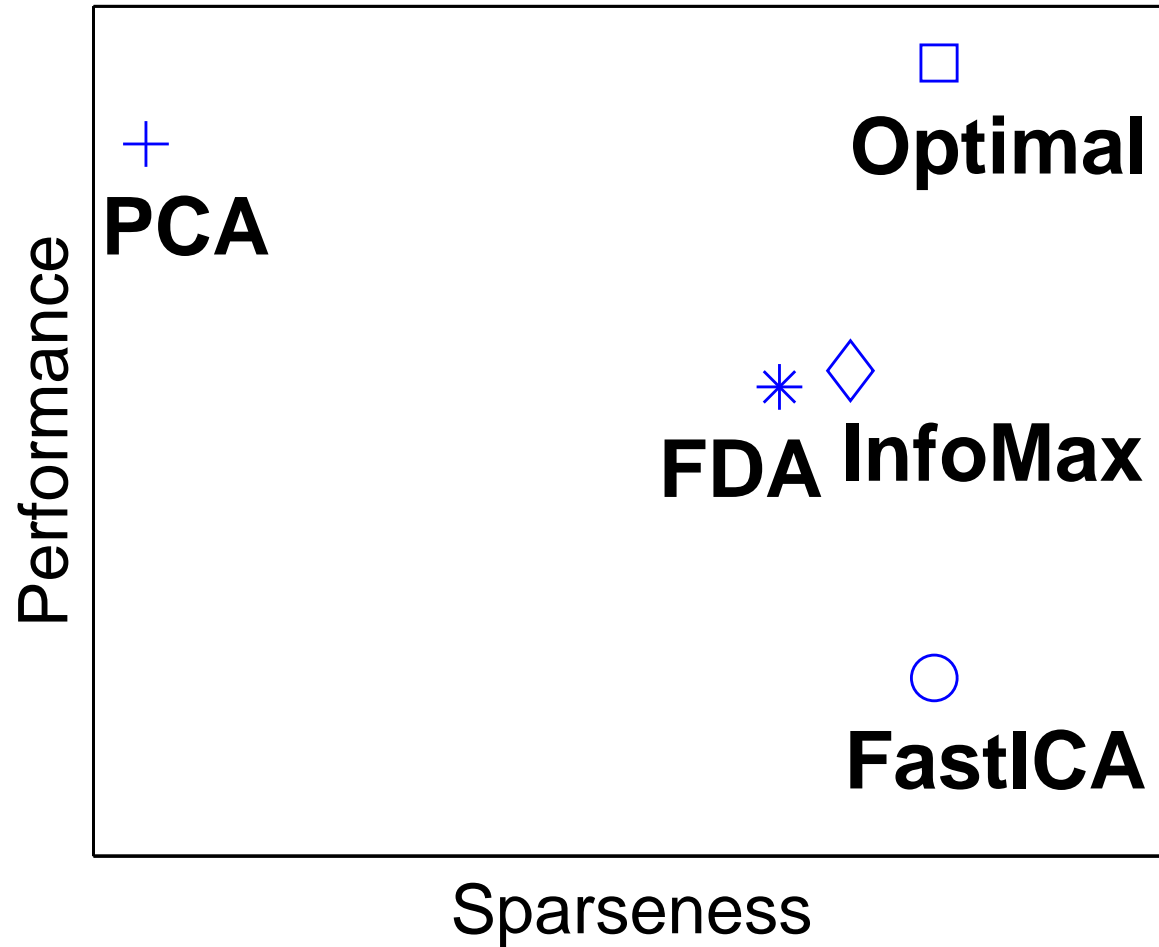 Optimal
PCA
Performance
InfoMax
FDA
FastICA
Sparseness